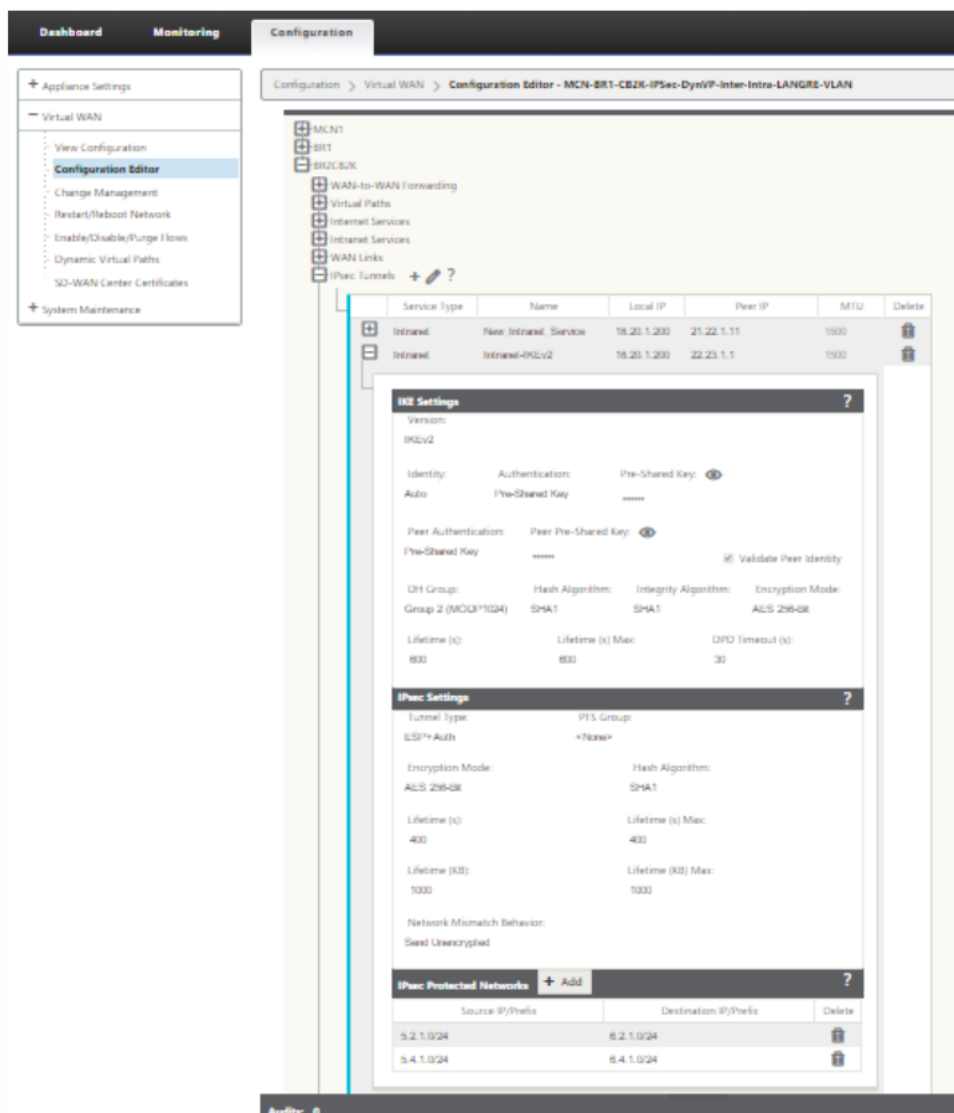 Dashboard Monitoring Configuration
+ Appliance Settings
− Virtual WAN
View Configuration
Configuration Editor
Change Management
Restart/Reboot Network
Enable/Disable/Purge Flows
Dynamic Virtual Paths
SD-WAN Center Certificates
+ System Maintenance
Configuration > Virtual WAN > Configuration Editor - MCN-BR1-CB2K-IPSec-DynVP-Inter-Intra-LANGRE-VLAN
MCN1
BR1
BR2CB2K
WAN-to-WAN Forwarding
Virtual Paths
Internet Services
Intranet Services
WAN Links
IPsec Tunnels + ?
Service Type Name Local IP Peer IP MTU Delete
Intranet New_Intranet_Service 18.20.1.200 21.22.1.11 1500
Intranet Intranet-IKEv2 18.20.1.200 22.23.1.1 1500
IKE Settings ?
Version:
IKEv2
Identity: Authentication: Pre-Shared Key:
Auto Pre-Shared Key ••••••
Peer Authentication: Peer Pre-Shared Key:
Pre-Shared Key •••••• Validate Peer Identity
DH Group: Hash Algorithm: Integrity Algorithm: Encryption Mode:
Group 2 (MODP1024) SHA1 SHA1 AES 256-Bit
Lifetime (s): Lifetime (s) Max: DPD Timeout (s):
600 600 30
IPsec Settings ?
Tunnel Type: PFS Group:
ESP+Auth <None>
Encryption Mode: Hash Algorithm:
AES 256-Bit SHA1
Lifetime (s): Lifetime (s) Max:
400 400
Lifetime (KB): Lifetime (KB) Max:
1000 1000
Network Mismatch Behavior:
Send Unencrypted
IPsec Protected Networks + Add ?
Source IP/Prefix Destination IP/Prefix Delete
5.2.1.0/24 6.2.1.0/24
5.4.1.0/24 6.4.1.0/24
Audits: 0